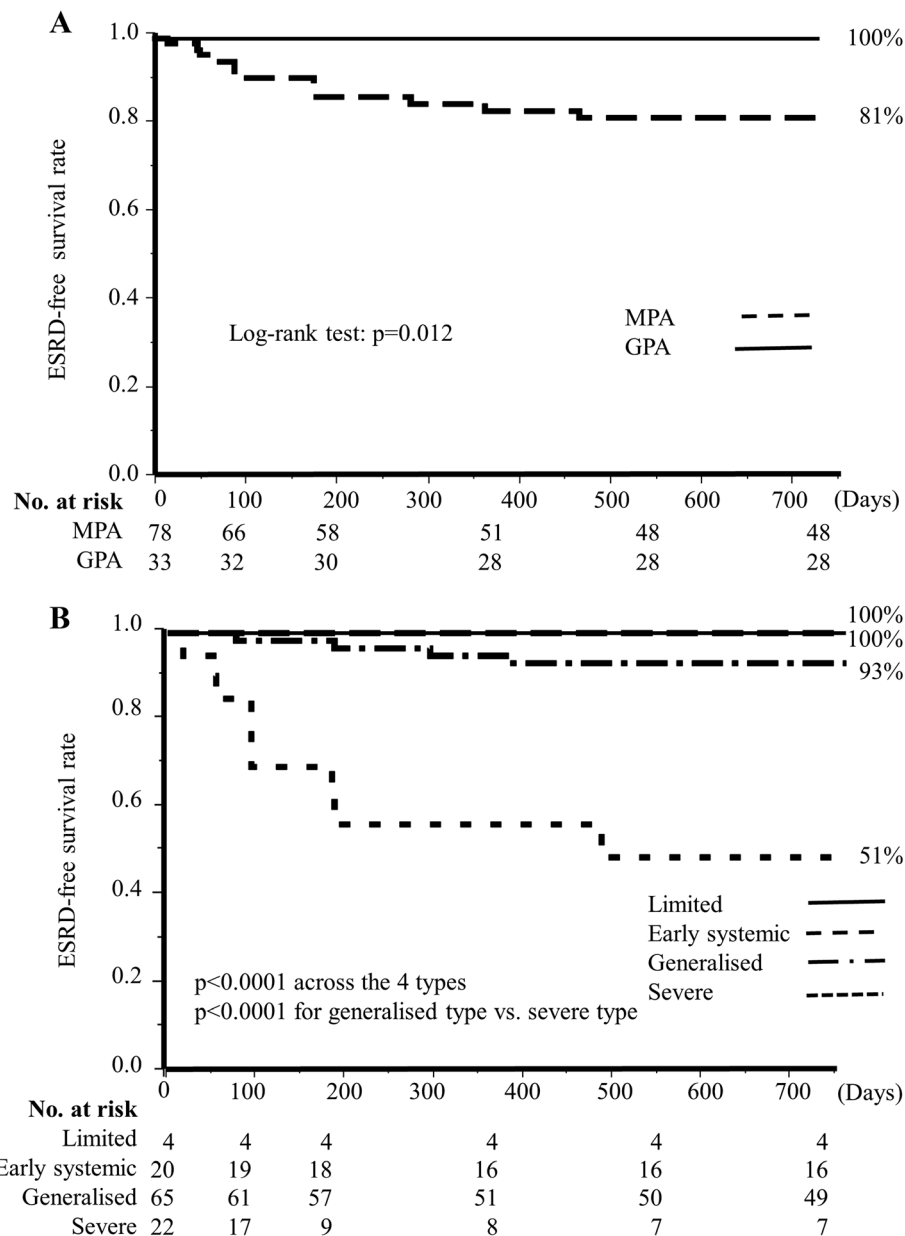 A
1.0
0.8
0.6
0.4
0.2
0.0
ESRD-free survival rate
100%
81%
Log-rank test: p=0.012
MPA
GPA
0 100 200 300 400 500 600 700 (Days)
No. at risk
MPA 78 66 58 51 48 48
GPA 33 32 30 28 28 28
B
1.0
0.8
0.6
0.4
0.2
0.0
ESRD-free survival rate
100%
100%
93%
51%
Limited
Early systemic
Generalised
Severe
p<0.0001 across the 4 types
p<0.0001 for generalised type vs. severe type
0 100 200 300 400 500 600 700 (Days)
No. at risk
Limited 4 4 4 4 4 4
Early systemic 20 19 18 16 16 16
Generalised 65 61 57 51 50 49
Severe 22 17 9 8 7 7